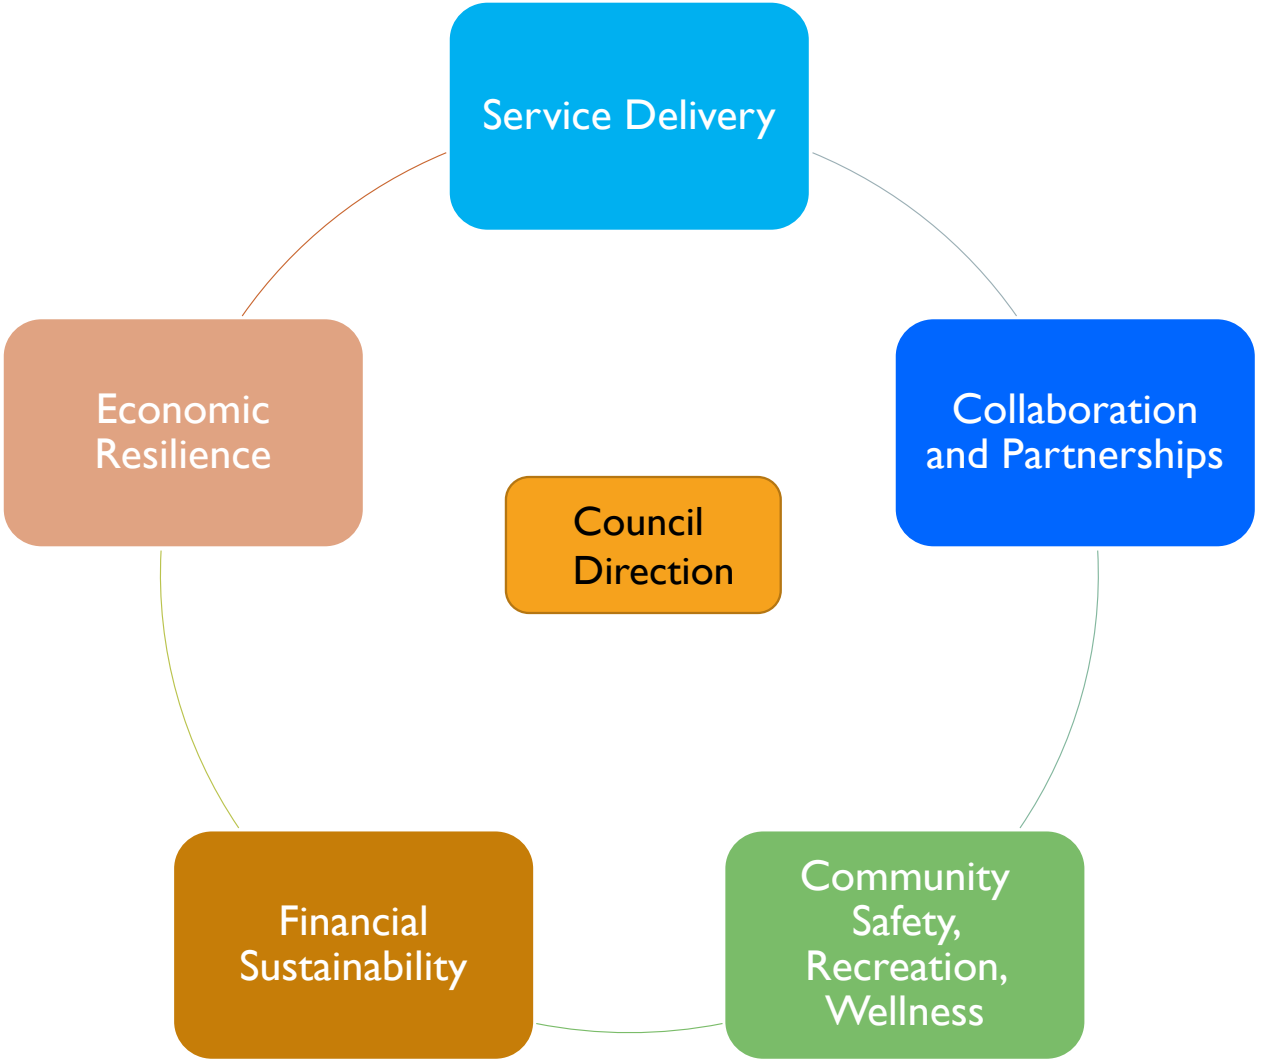 Service Delivery
Economic
Resilience
Collaboration
and Partnerships
Council
Direction
Financial
Sustainability
Community
Safety,
Recreation,
Wellness